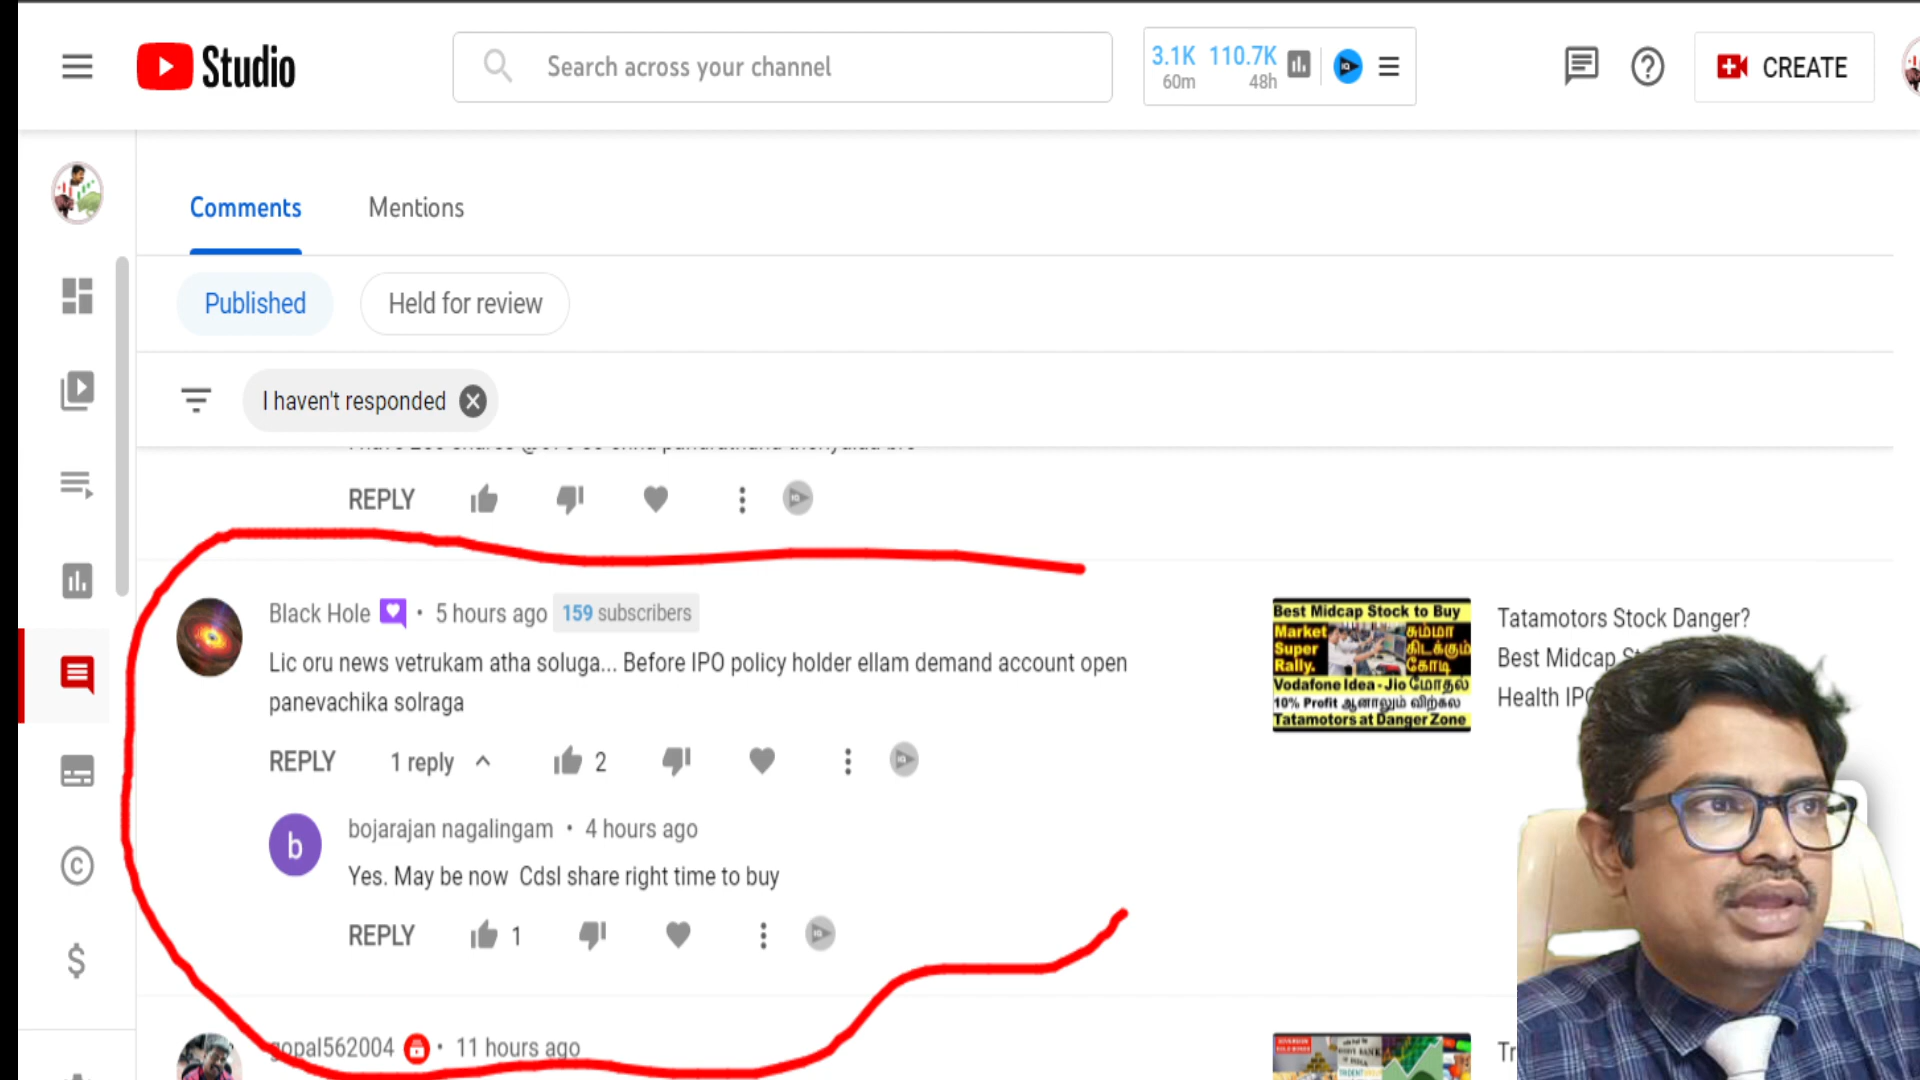 Studio
Search across your channel
3.1K 110.7K
60m 48h
CREATE
Comments Mentions
Published Held for review
I haven't responded
REPLY
Black Hole • 5 hours ago 159 subscribers
Lic oru news vetrukam atha soluga... Before IPO policy holder ellam demand account open
panevachika solraga
REPLY 1 reply 2
b
bojarajan nagalingam • 4 hours ago
Yes. May be now Cdsl share right time to buy
REPLY 1
gopal562004 • 11 hours ago
Best Midcap Stock to Buy
Market
Super
Rally.
சும்மா
கிடக்கும்
கோடி
Vodafone Idea - Jio மோதல்
10% Profit ஆனாலும் விற்கல
Tatamotors at Danger Zone
Tatamotors Stock Danger?
Best Midcap
Health IPO